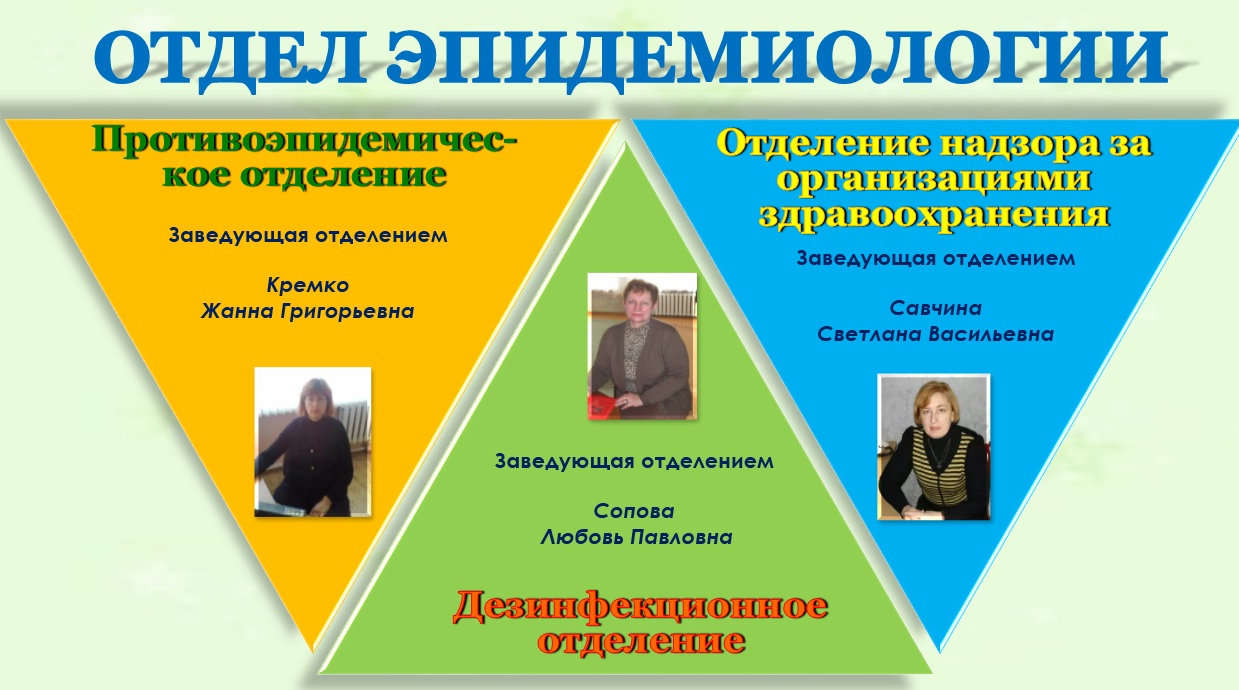 ОТДЕЛ ЭПИДЕМИОЛОГИИ
Противоэпидемичес-
кое отделение
Заведующая отделением
Кремко
Жанна Григорьевна
Заведующая отделением
Сопова
Любовь Павловна
Дезинфекционное
отделение
Отделение надзора за
организациями
здравоохранения
Заведующая отделением
Савчина
Светлана Васильевна